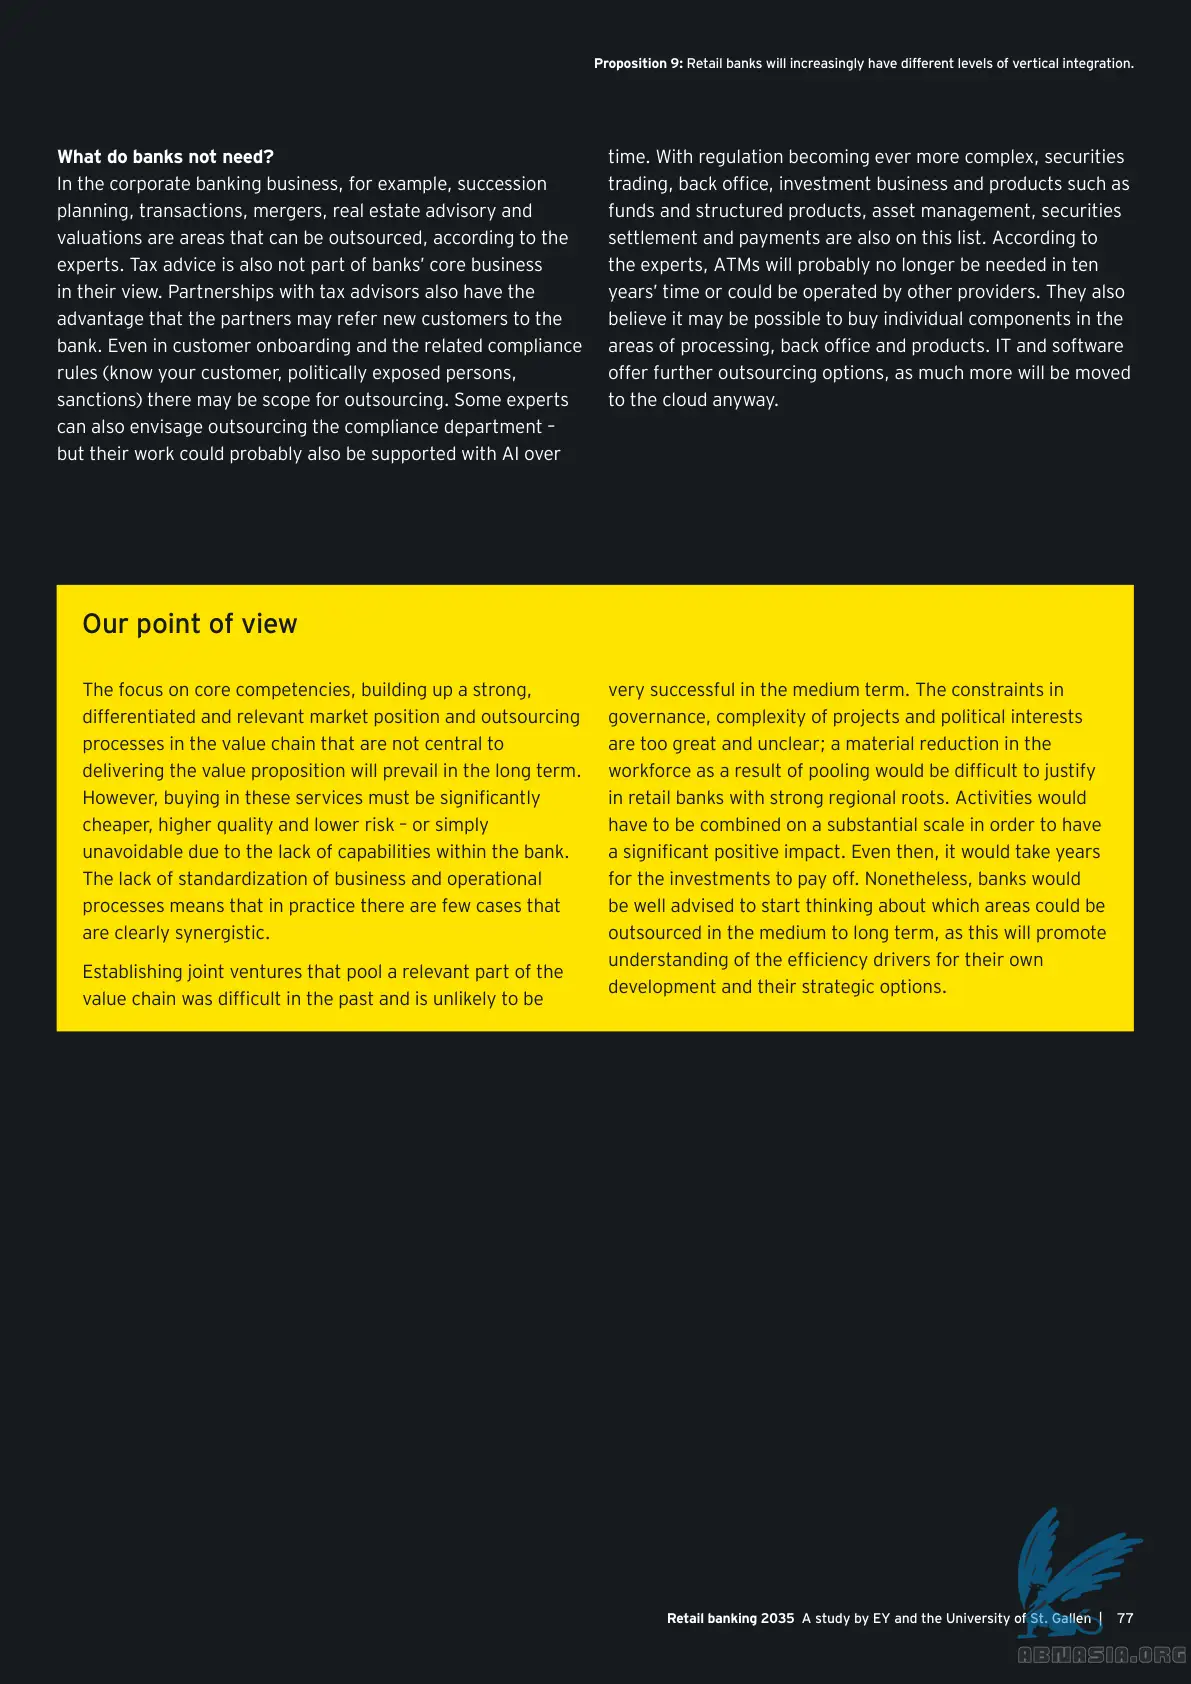 Proposition 9: Retail banks will increasingly have different levels of vertical integration.
What do banks not need?
In the corporate banking business, for example, succession
planning, transactions, mergers, real estate advisory and
valuations are areas that can be outsourced, according to the
experts. Tax advice is also not part of banks’ core business
in their view. Partnerships with tax advisors also have the
advantage that the partners may refer new customers to the
bank. Even in customer onboarding and the related compliance
rules (know your customer, politically exposed persons,
sanctions) there may be scope for outsourcing. Some experts
can also envisage outsourcing the compliance department –
but their work could probably also be supported with AI over
time. With regulation becoming ever more complex, securities
trading, back office, investment business and products such as
funds and structured products, asset management, securities
settlement and payments are also on this list. According to
the experts, ATMs will probably no longer be needed in ten
years’ time or could be operated by other providers. They also
believe it may be possible to buy individual components in the
areas of processing, back office and products. IT and software
offer further outsourcing options, as much more will be moved
to the cloud anyway.
Our point of view
The focus on core competencies, building up a strong,
differentiated and relevant market position and outsourcing
processes in the value chain that are not central to
delivering the value proposition will prevail in the long term.
However, buying in these services must be significantly
cheaper, higher quality and lower risk – or simply
unavoidable due to the lack of capabilities within the bank.
The lack of standardization of business and operational
processes means that in practice there are few cases that
are clearly synergistic.
Establishing joint ventures that pool a relevant part of the
value chain was difficult in the past and is unlikely to be
very successful in the medium term. The constraints in
governance, complexity of projects and political interests
are too great and unclear; a material reduction in the
workforce as a result of pooling would be difficult to justify
in retail banks with strong regional roots. Activities would
have to be combined on a substantial scale in order to have
a significant positive impact. Even then, it would take years
for the investments to pay off. Nonetheless, banks would
be well advised to start thinking about which areas could be
outsourced in the medium to long term, as this will promote
understanding of the efficiency drivers for their own
development and their strategic options.
Retail banking 2035 A study by EY and the University of St. Gallen | 77
ABNASIA.ORG